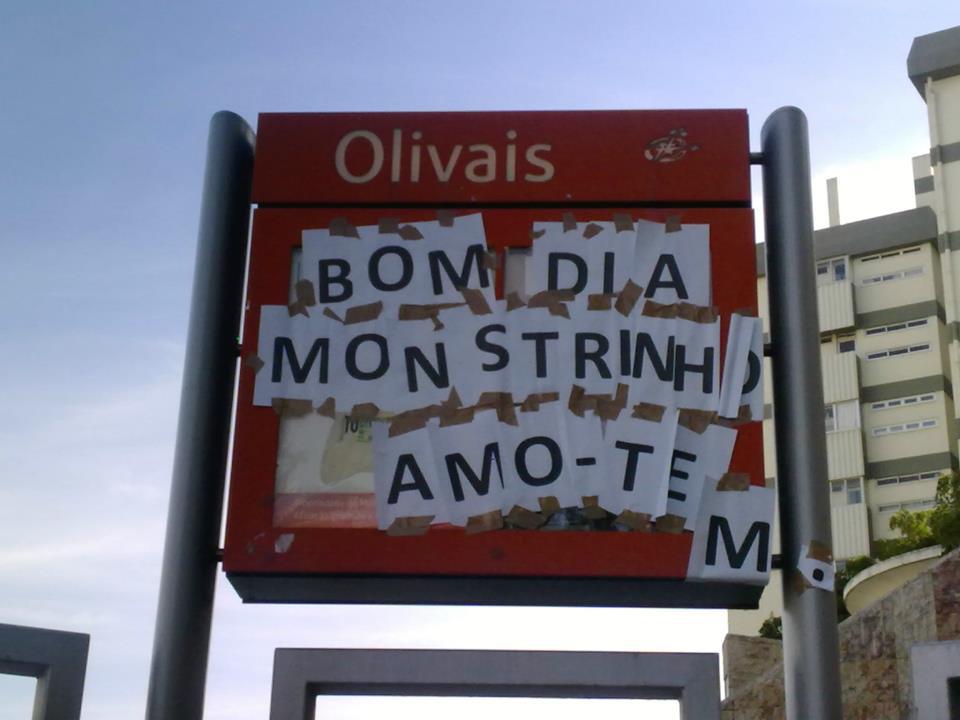 Olivais
BOM DIA
MONSTRINHO
AMO-TE
M.